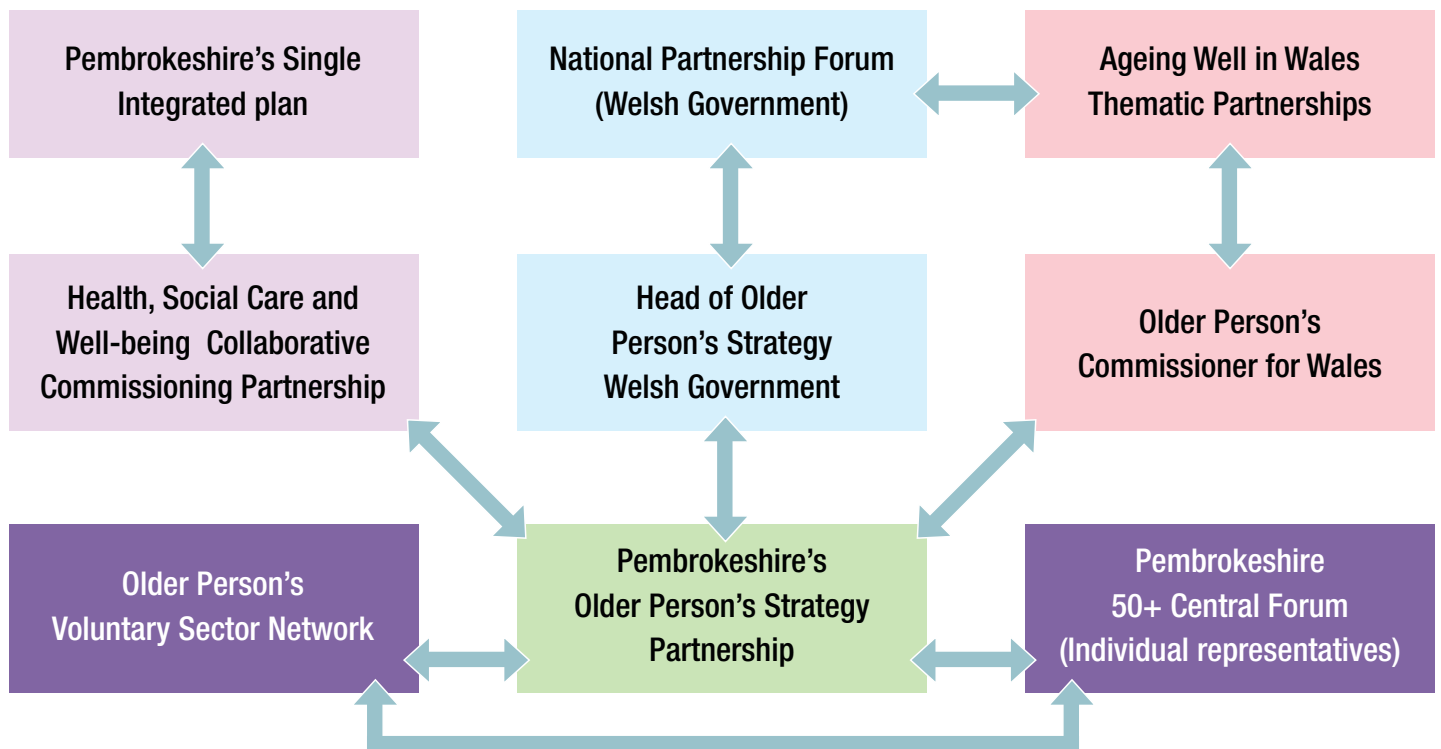 Pembrokeshire’s Single
Integrated plan
National Partnership Forum
(Welsh Government)
Ageing Well in Wales
Thematic Partnerships
Health, Social Care and
Well-being Collaborative
Commissioning Partnership
Head of Older
Person’s Strategy
Welsh Government
Older Person’s
Commissioner for Wales
Older Person’s
Voluntary Sector Network
Pembrokeshire’s
Older Person’s Strategy
Partnership
Pembrokeshire
50+ Central Forum
(Individual representatives)